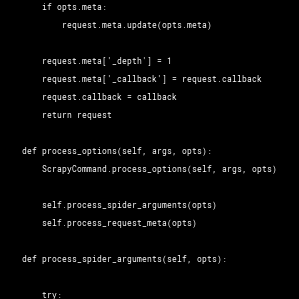 if opts.meta:
request.meta.update(opts.meta)
request.meta['_depth'] = 1
request.meta['_callback'] = request.callback
request.callback = callback
return request
def process_options(self, args, opts):
ScrapyCommand.process_options(self, args, opts)
self.process_spider_arguments(opts)
self.process_request_meta(opts)
def process_spider_arguments(self, opts):
try: